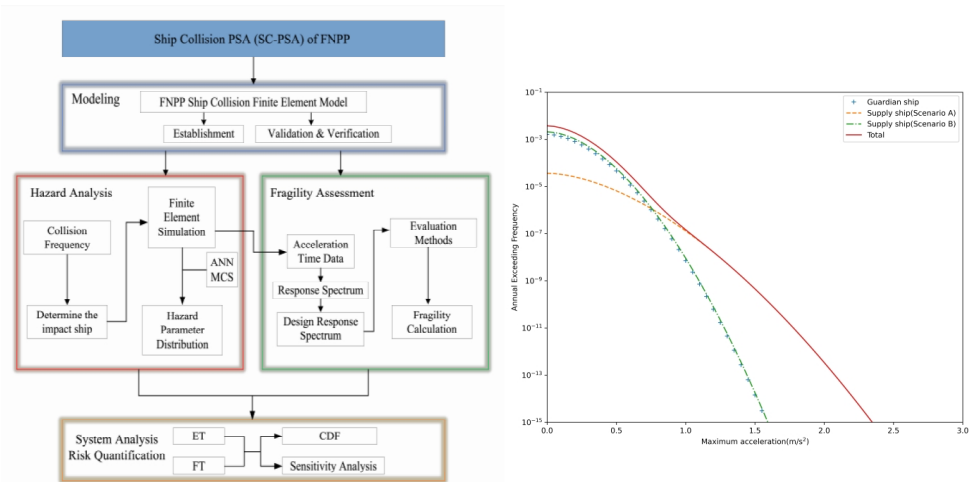 Ship Collision PSA (SC-PSA) of FNPP
Modeling
FNPP Ship Collision Finite Element Model
Establishment
Validation & Verification
Hazard Analysis
Collision
Frequency
Determine the
impact ship
Finite
Element
Simulation
ANN
MCS
Hazard
Parameter
Distribution
Fragility Assessment
Acceleration
Time Data
Response Spectrum
Design Response
Spectrum
Evaluation
Methods
Fragility
Calculation
System Analysis
Risk Quantification
ET
FT
CDF
Sensitivity Analysis
Guardian ship
Supply ship(Scenario A)
Supply ship(Scenario B)
Total
Annual Exceeding Frequency
10⁻¹
10⁻³
10⁻⁵
10⁻⁷
10⁻⁹
10⁻¹¹
10⁻¹³
10⁻¹⁵
0.0 0.5 1.0 1.5 2.0 2.5 3.0
Maximum acceleration(m/s²)